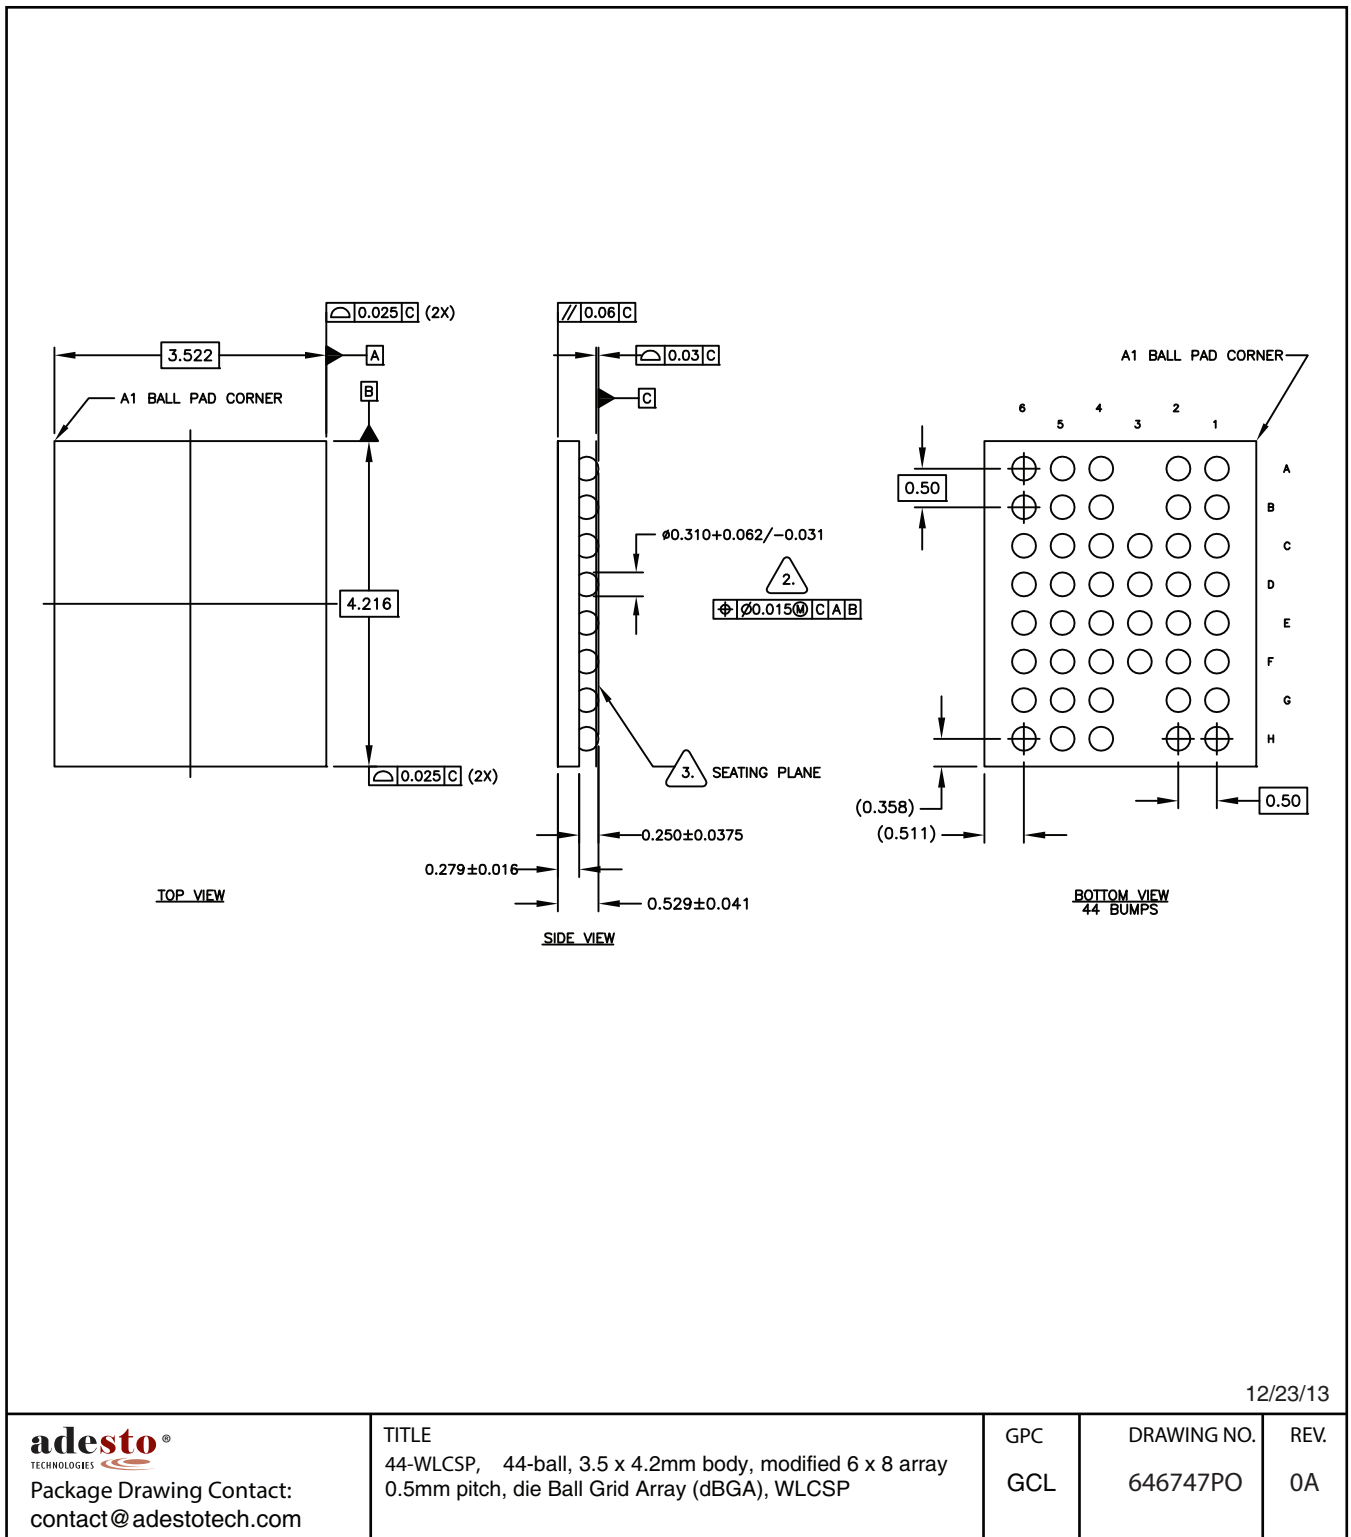 0.025 C (2X)
3.522
A
A1 BALL PAD CORNER
B
4.216
0.025 C (2X)
TOP VIEW
// 0.06 C
0.03 C
C
ø0.310+0.062/−0.031
2.
⌖ Ø0.015Ⓜ C A B
3. SEATING PLANE
0.250±0.0375
0.279±0.016
0.529±0.041
SIDE VIEW
A1 BALL PAD CORNER
6 4 2
5 3 1
A
0.50
B
C
D
E
F
G
H
(0.358)
0.50
(0.511)
BOTTOM VIEW
44 BUMPS
12/23/13
adesto®
TECHNOLOGIES
Package Drawing Contact:
contact@adestotech.com
TITLE
44-WLCSP, 44-ball, 3.5 x 4.2mm body, modified 6 x 8 array
0.5mm pitch, die Ball Grid Array (dBGA), WLCSP
GPC
GCL
DRAWING NO.
646747PO
REV.
0A